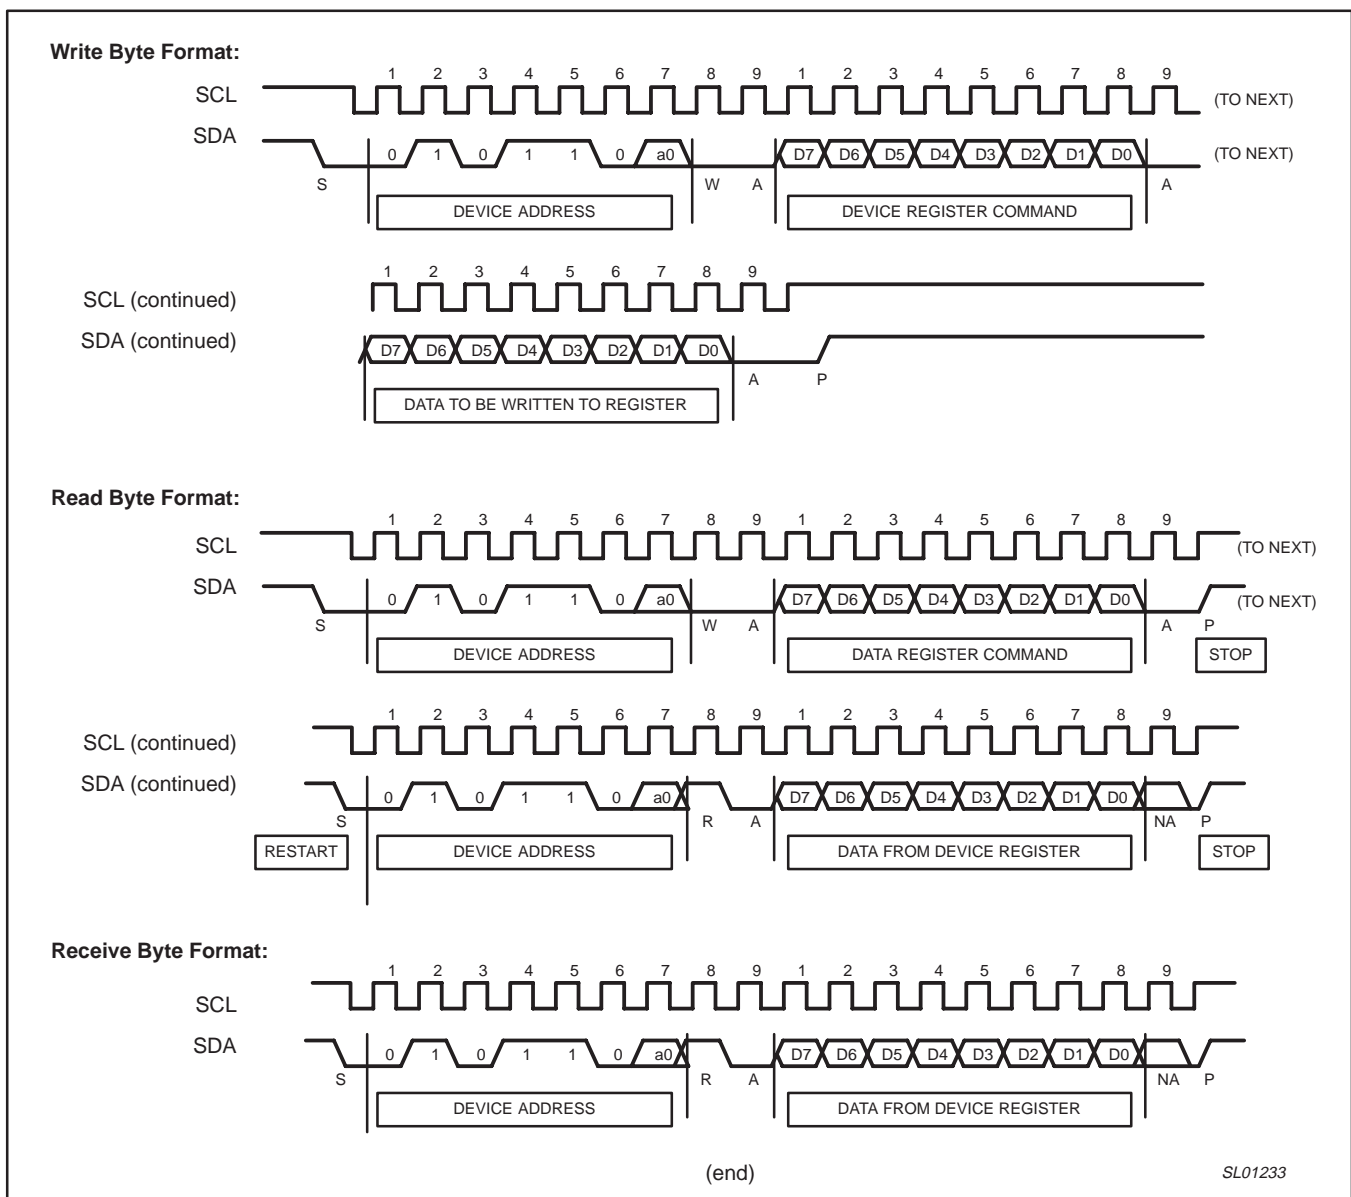 Write Byte Format:
1 2 3 4 5 6 7 8 9 1 2 3 4 5 6 7 8 9
SCL (TO NEXT)
SDA 0 1 0 1 1 0 a0 D7 D6 D5 D4 D3 D2 D1 D0 (TO NEXT)
S W A A
DEVICE ADDRESS DEVICE REGISTER COMMAND
1 2 3 4 5 6 7 8 9
SCL (continued)
SDA (continued) D7 D6 D5 D4 D3 D2 D1 D0
A P
DATA TO BE WRITTEN TO REGISTER
Read Byte Format:
1 2 3 4 5 6 7 8 9 1 2 3 4 5 6 7 8 9
SCL (TO NEXT)
SDA 0 1 0 1 1 0 a0 D7 D6 D5 D4 D3 D2 D1 D0 (TO NEXT)
S W A A P
DEVICE ADDRESS DATA REGISTER COMMAND STOP
1 2 3 4 5 6 7 8 9 1 2 3 4 5 6 7 8 9
SCL (continued)
SDA (continued) 0 1 0 1 1 0 a0 D7 D6 D5 D4 D3 D2 D1 D0
S R A NA P
RESTART DEVICE ADDRESS DATA FROM DEVICE REGISTER STOP
Receive Byte Format:
1 2 3 4 5 6 7 8 9 1 2 3 4 5 6 7 8 9
SCL
SDA 0 1 0 1 1 0 a0 D7 D6 D5 D4 D3 D2 D1 D0
S R A NA P
DEVICE ADDRESS DATA FROM DEVICE REGISTER
(end) SL01233